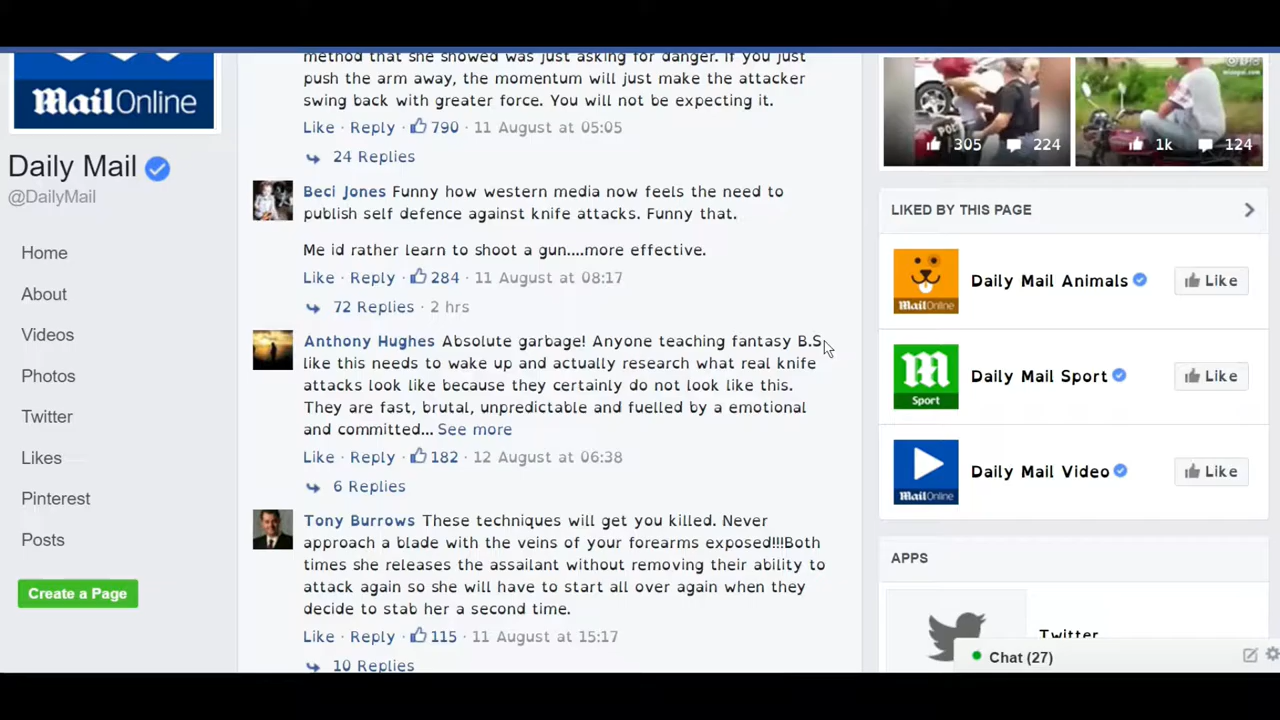 method that she showed was just asking for danger. If you just
push the arm away, the momentum will just make the attacker
swing back with greater force. You will not be expecting it.
Like · Reply · 790 · 11 August at 05:05
24 Replies
Beci Jones Funny how western media now feels the need to
publish self defence against knife attacks. Funny that.
Me id rather learn to shoot a gun....more effective.
Like · Reply · 284 · 11 August at 08:17
72 Replies · 2 hrs
Anthony Hughes Absolute garbage! Anyone teaching fantasy B.S
like this needs to wake up and actually research what real knife
attacks look like because they certainly do not look like this.
They are fast, brutal, unpredictable and fuelled by a emotional
and committed... See more
Like · Reply · 182 · 12 August at 06:38
6 Replies
Tony Burrows These techniques will get you killed. Never
approach a blade with the veins of your forearms exposed!!!Both
times she releases the assailant without removing their ability to
attack again so she will have to start all over again when they
decide to stab her a second time.
Like · Reply · 115 · 11 August at 15:17
10 Replies
MailOnline
Daily Mail
@DailyMail
Home
About
Videos
Photos
Twitter
Likes
Pinterest
Posts
Create a Page
305 224
1k 124
LIKED BY THIS PAGE
MailOnline
Daily Mail Animals
Like
Sport
Daily Mail Sport
Like
MailOnline
Daily Mail Video
Like
APPS
Twitter
Chat (27)